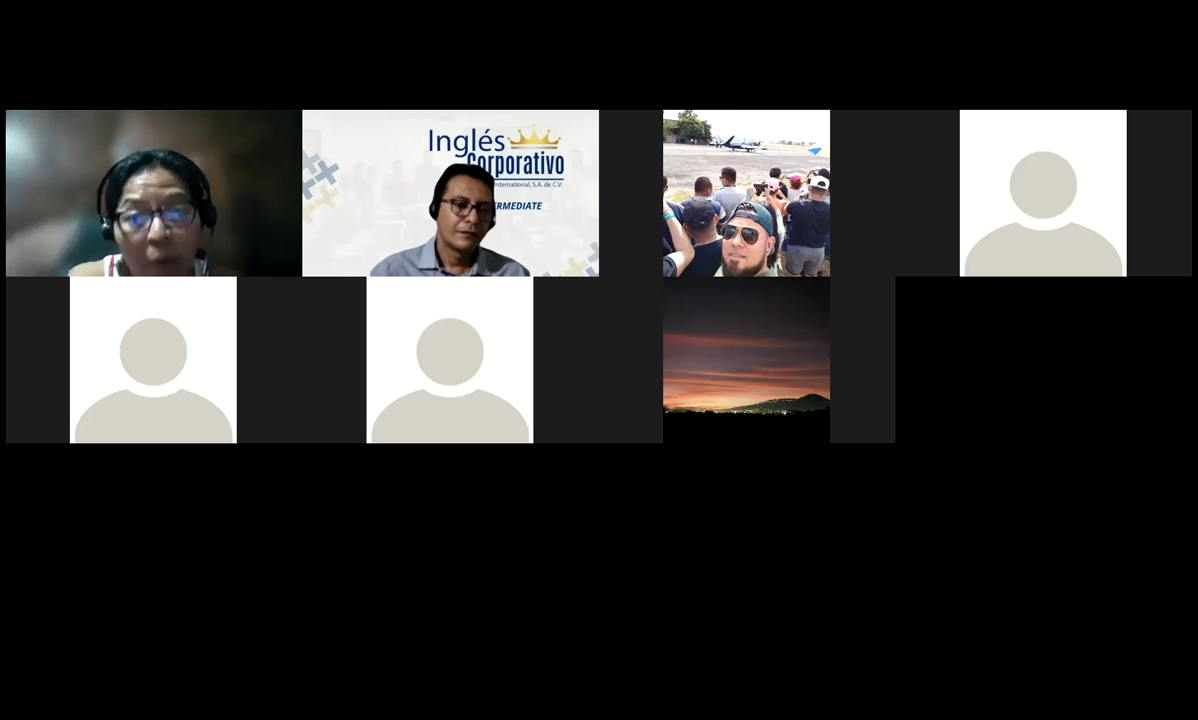 Inglés
Corporativo
International, S.A. de C.V.
ERMEDIATE